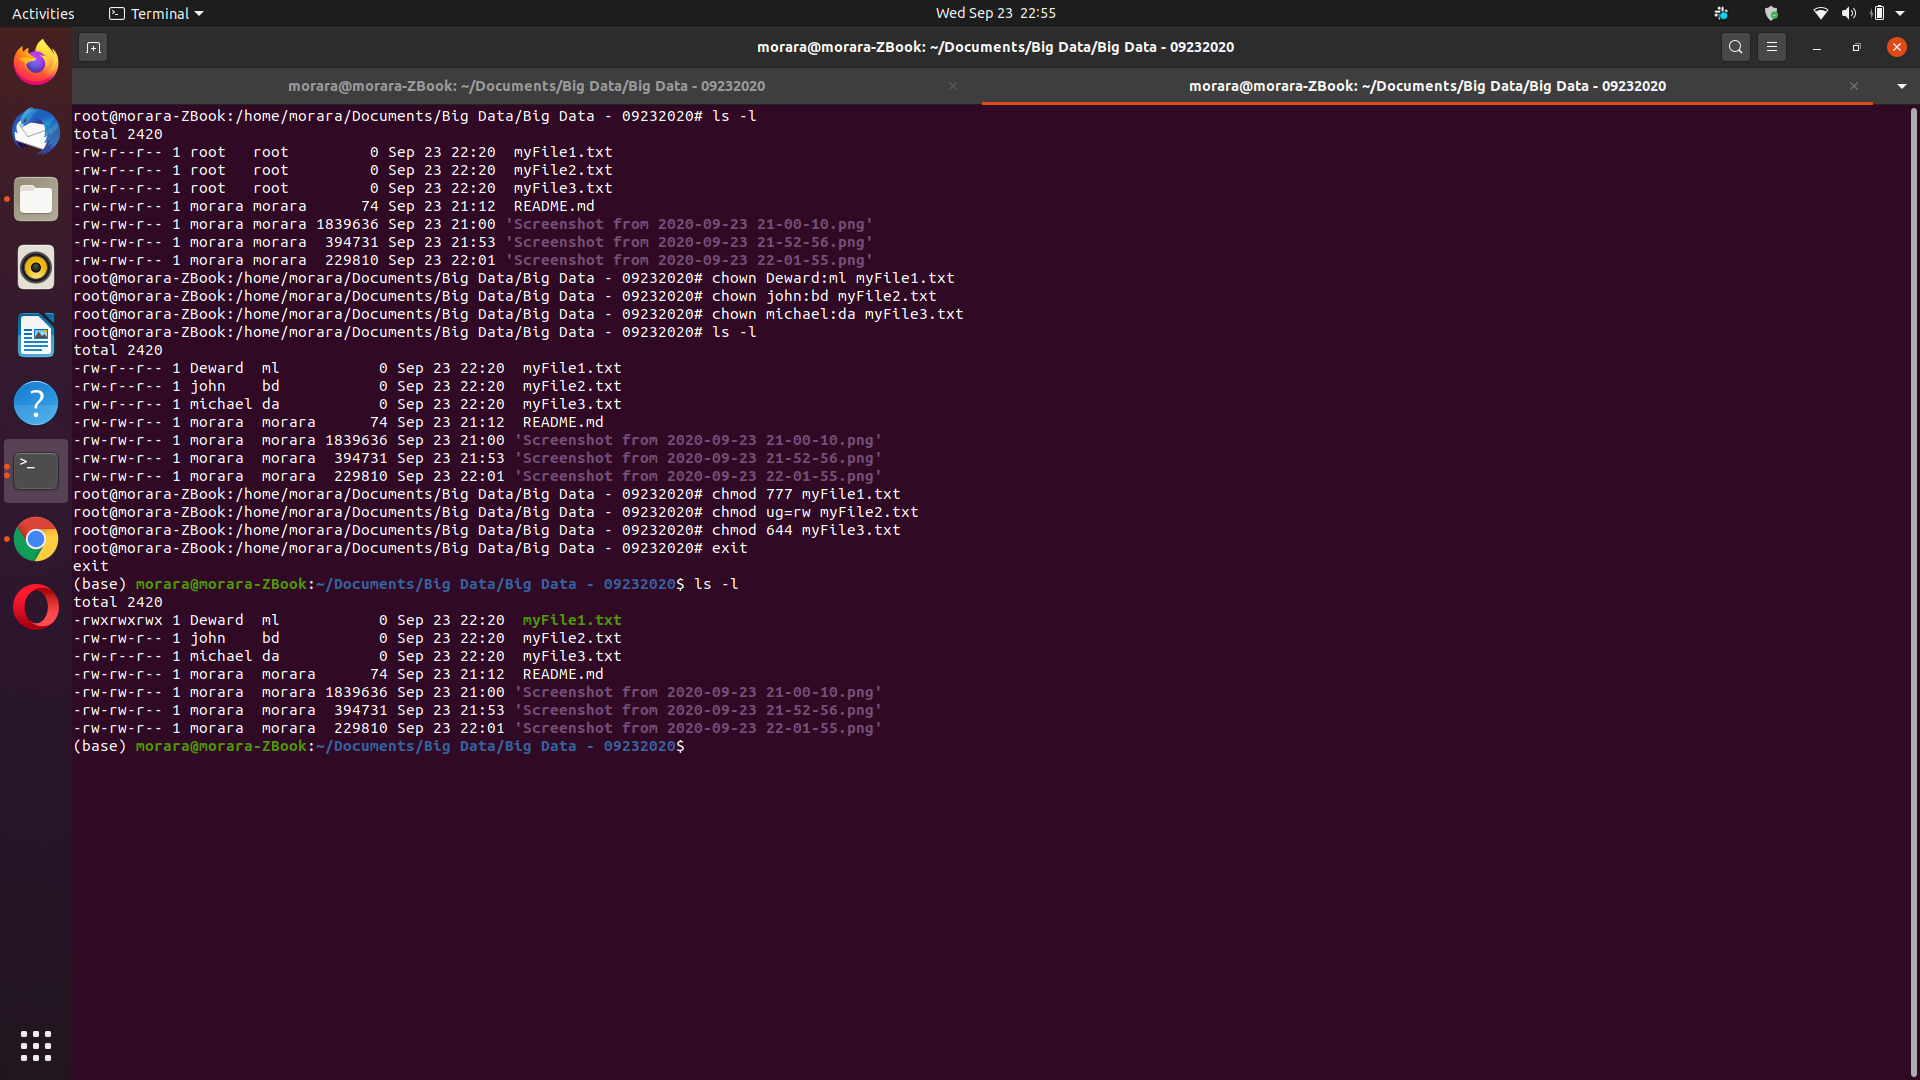 Activities Terminal Wed Sep 23 22:55
morara@morara-ZBook: ~/Documents/Big Data/Big Data - 09232020
morara@morara-ZBook: ~/Documents/Big Data/Big Data - 09232020 morara@morara-ZBook: ~/Documents/Big Data/Big Data - 09232020
root@morara-ZBook:/home/morara/Documents/Big Data/Big Data - 09232020# ls -l
total 2420
-rw-r--r-- 1 root   root         0 Sep 23 22:20  myFile1.txt
-rw-r--r-- 1 root   root         0 Sep 23 22:20  myFile2.txt
-rw-r--r-- 1 root   root         0 Sep 23 22:20  myFile3.txt
-rw-rw-r-- 1 morara morara      74 Sep 23 21:12  README.md
-rw-rw-r-- 1 morara morara 1839636 Sep 23 21:00 'Screenshot from 2020-09-23 21-00-10.png'
-rw-rw-r-- 1 morara morara  394731 Sep 23 21:53 'Screenshot from 2020-09-23 21-52-56.png'
-rw-rw-r-- 1 morara morara  229810 Sep 23 22:01 'Screenshot from 2020-09-23 22-01-55.png'
root@morara-ZBook:/home/morara/Documents/Big Data/Big Data - 09232020# chown Deward:ml myFile1.txt
root@morara-ZBook:/home/morara/Documents/Big Data/Big Data - 09232020# chown john:bd myFile2.txt
root@morara-ZBook:/home/morara/Documents/Big Data/Big Data - 09232020# chown michael:da myFile3.txt
root@morara-ZBook:/home/morara/Documents/Big Data/Big Data - 09232020# ls -l
total 2420
-rw-r--r-- 1 Deward  ml           0 Sep 23 22:20  myFile1.txt
-rw-r--r-- 1 john    bd           0 Sep 23 22:20  myFile2.txt
-rw-r--r-- 1 michael da           0 Sep 23 22:20  myFile3.txt
-rw-rw-r-- 1 morara  morara      74 Sep 23 21:12  README.md
-rw-rw-r-- 1 morara  morara 1839636 Sep 23 21:00 'Screenshot from 2020-09-23 21-00-10.png'
-rw-rw-r-- 1 morara  morara  394731 Sep 23 21:53 'Screenshot from 2020-09-23 21-52-56.png'
-rw-rw-r-- 1 morara  morara  229810 Sep 23 22:01 'Screenshot from 2020-09-23 22-01-55.png'
root@morara-ZBook:/home/morara/Documents/Big Data/Big Data - 09232020# chmod 777 myFile1.txt
root@morara-ZBook:/home/morara/Documents/Big Data/Big Data - 09232020# chmod ug=rw myFile2.txt
root@morara-ZBook:/home/morara/Documents/Big Data/Big Data - 09232020# chmod 644 myFile3.txt
root@morara-ZBook:/home/morara/Documents/Big Data/Big Data - 09232020# exit
exit
(base) morara@morara-ZBook:~/Documents/Big Data/Big Data - 09232020$ ls -l
total 2420
-rwxrwxrwx 1 Deward  ml           0 Sep 23 22:20  myFile1.txt
-rw-rw-r-- 1 john    bd           0 Sep 23 22:20  myFile2.txt
-rw-r--r-- 1 michael da           0 Sep 23 22:20  myFile3.txt
-rw-rw-r-- 1 morara  morara      74 Sep 23 21:12  README.md
-rw-rw-r-- 1 morara  morara 1839636 Sep 23 21:00 'Screenshot from 2020-09-23 21-00-10.png'
-rw-rw-r-- 1 morara  morara  394731 Sep 23 21:53 'Screenshot from 2020-09-23 21-52-56.png'
-rw-rw-r-- 1 morara  morara  229810 Sep 23 22:01 'Screenshot from 2020-09-23 22-01-55.png'
(base) morara@morara-ZBook:~/Documents/Big Data/Big Data - 09232020$